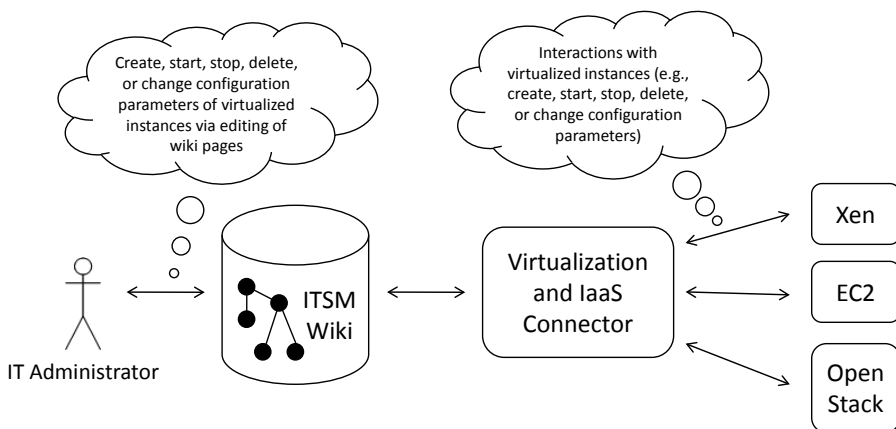 Create, start, stop, delete,
or change configuration
parameters of virtualized
instances via editing of
wiki pages
Interactions with
virtualized instances (e.g.,
create, start, stop, delete,
or change configuration
parameters)
IT Administrator
ITSM
Wiki
Virtualization
and IaaS
Connector
Xen
EC2
Open
Stack